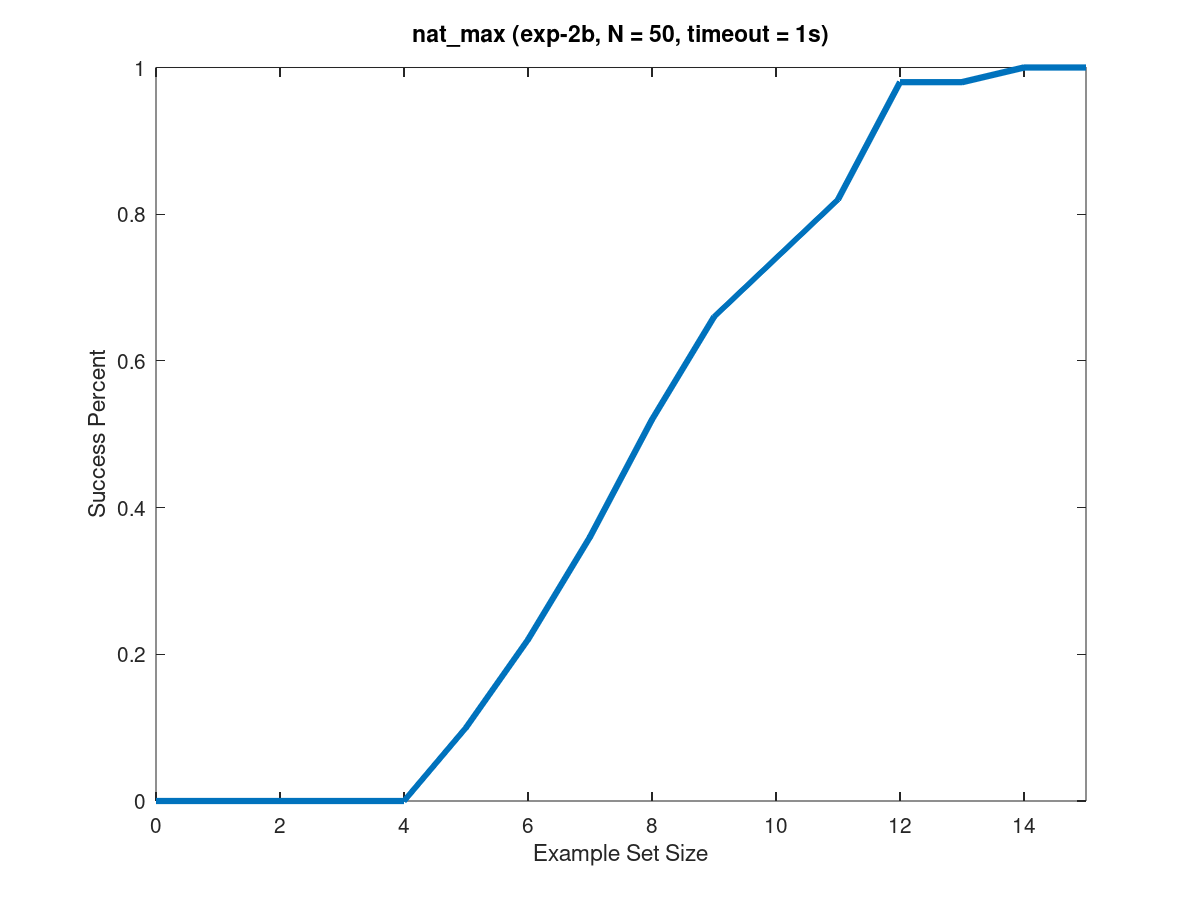 nat_max (exp-2b, N = 50, timeout = 1s)
1
0.8
0.6
0.4
0.2
0
Success Percent
0 2 4 6 8 10 12 14
Example Set Size